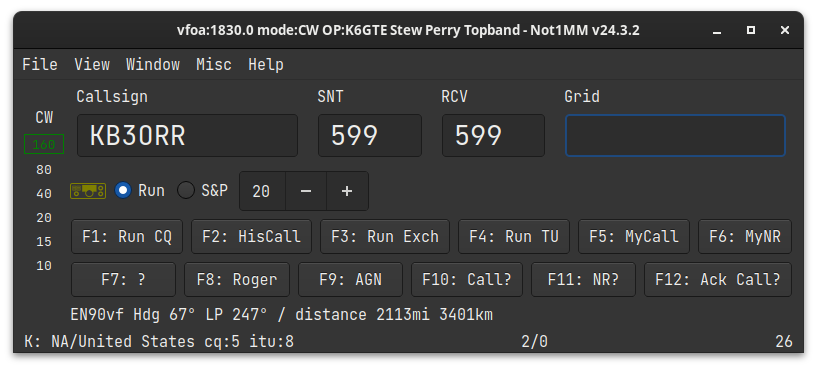 vfoa:1830.0 mode:CW OP:K6GTE Stew Perry Topband - Not1MM v24.3.2
File View Window Misc Help
Callsign SNT RCV Grid
CW
KB3ORR 599 599
160
80
40
20
15
10
Run S&P 20 − +
F1: Run CQ F2: HisCall F3: Run Exch F4: Run TU F5: MyCall F6: MyNR
F7: ? F8: Roger F9: AGN F10: Call? F11: NR? F12: Ack Call?
EN90vf Hdg 67° LP 247° / distance 2113mi 3401km
K: NA/United States cq:5 itu:8 2/0 26